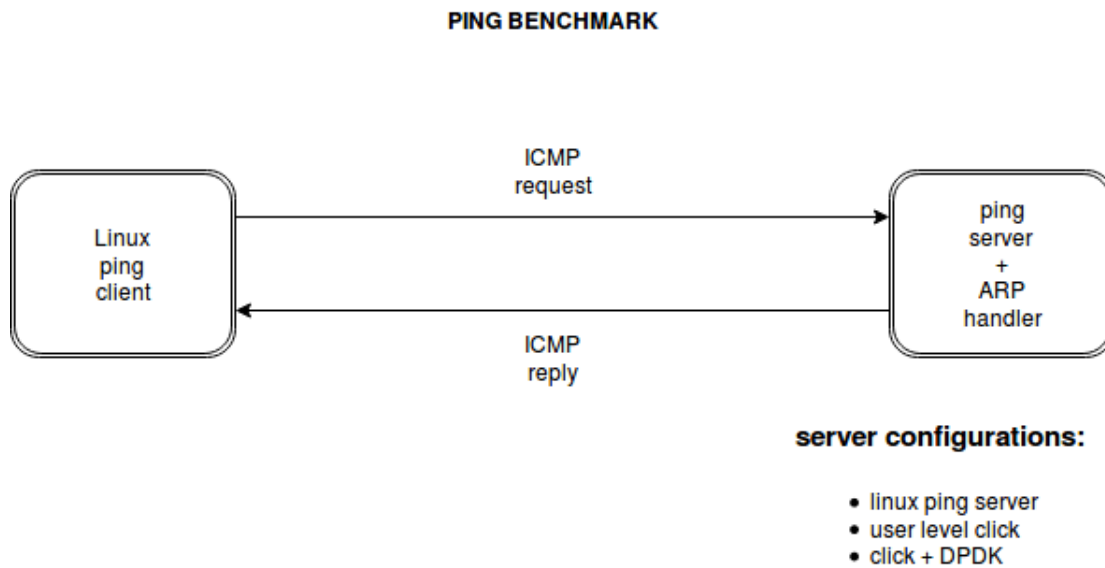 PING BENCHMARK
ICMP
request
Linux
ping
client
ping
server
+
ARP
handler
ICMP
reply
server configurations:
• linux ping server
• user level click
• click + DPDK